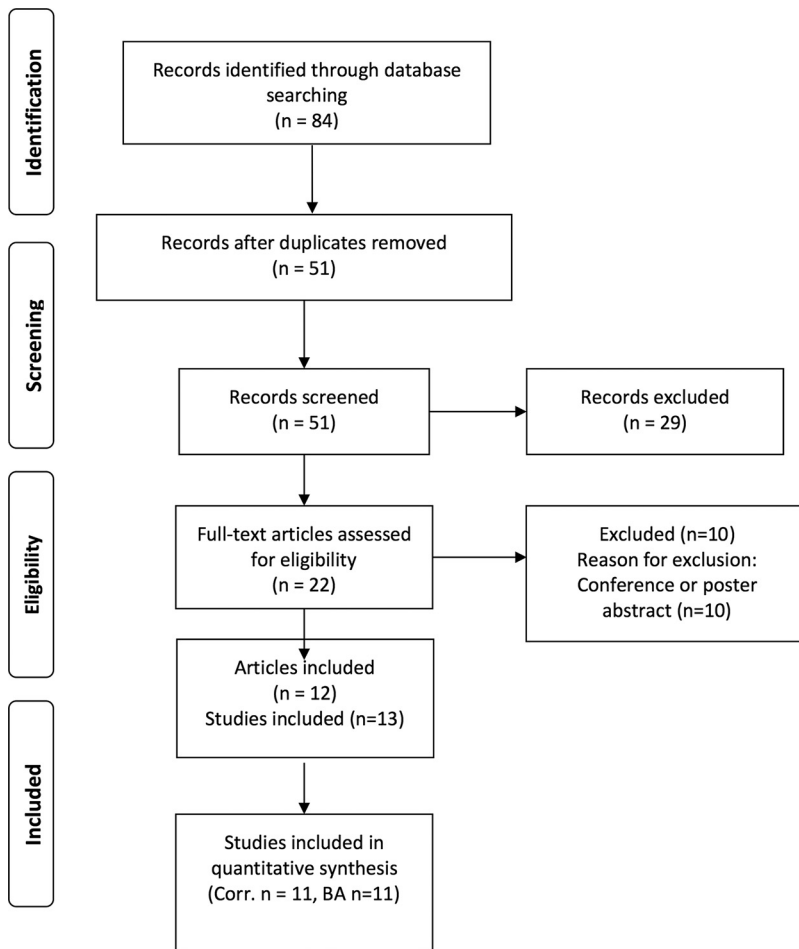 Identification
Records identified through database
searching
(n = 84)
Records after duplicates removed
(n = 51)
Screening
Records screened
(n = 51)
Records excluded
(n = 29)
Eligibility
Full-text articles assessed
for eligibility
(n = 22)
Excluded (n=10)
Reason for exclusion:
Conference or poster
abstract (n=10)
Articles included
(n = 12)
Studies included (n=13)
Included
Studies included in
quantitative synthesis
(Corr. n = 11, BA n=11)